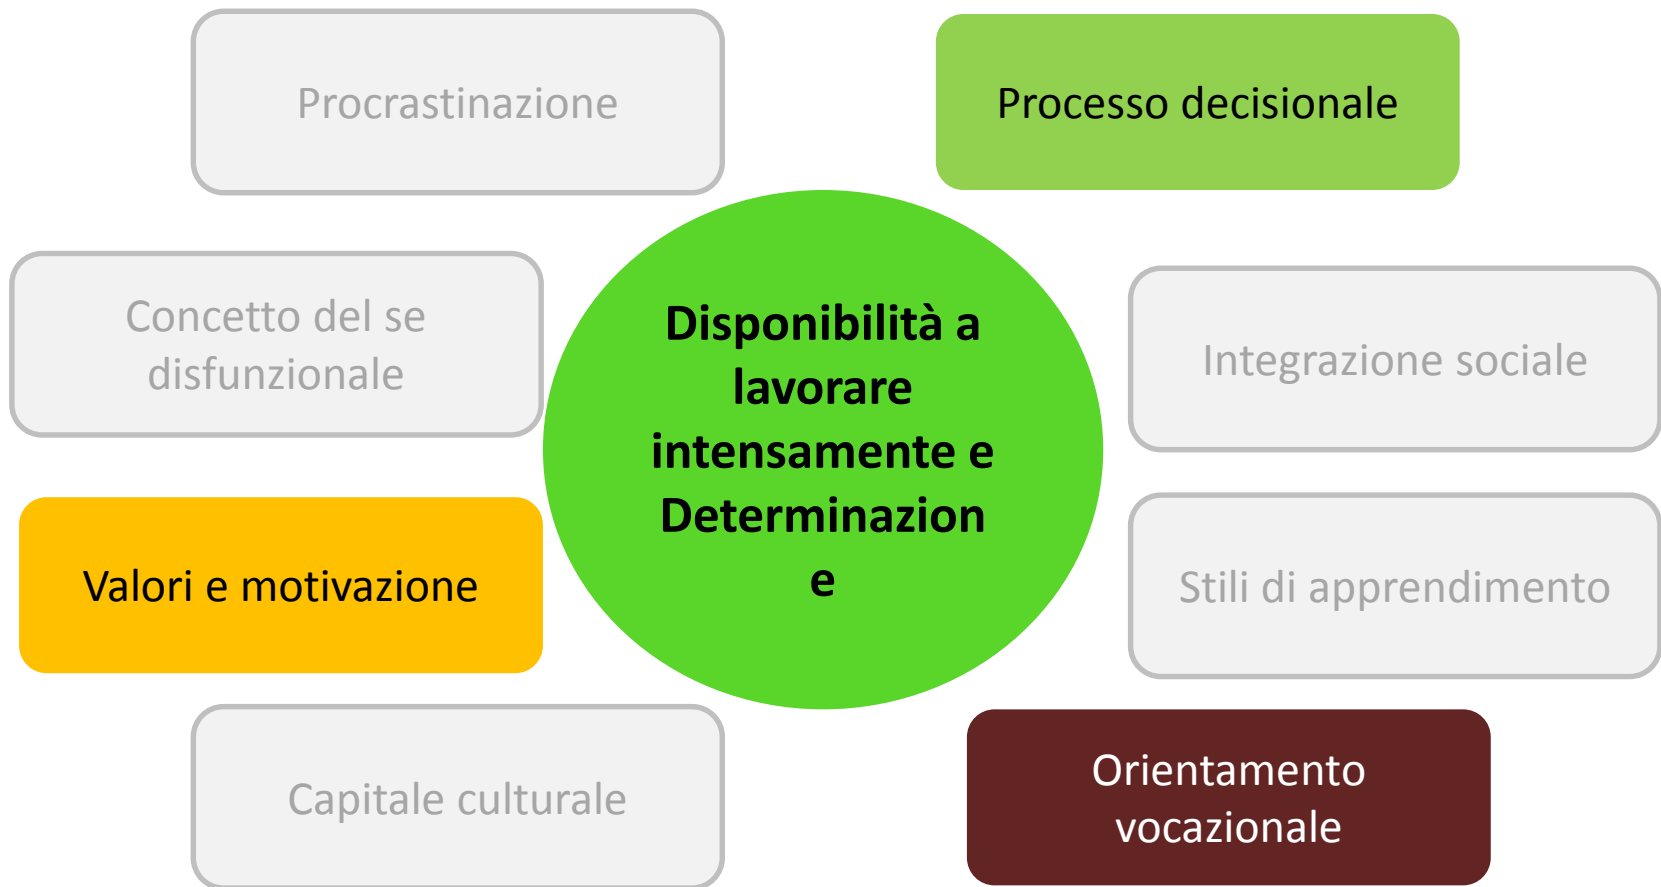 Procrastinazione
Processo decisionale
Concetto del se
disfunzionale
Disponibilità a
lavorare
intensamente e
Determinazion
e
Integrazione sociale
Valori e motivazione
Stili di apprendimento
Capitale culturale
Orientamento
vocazionale